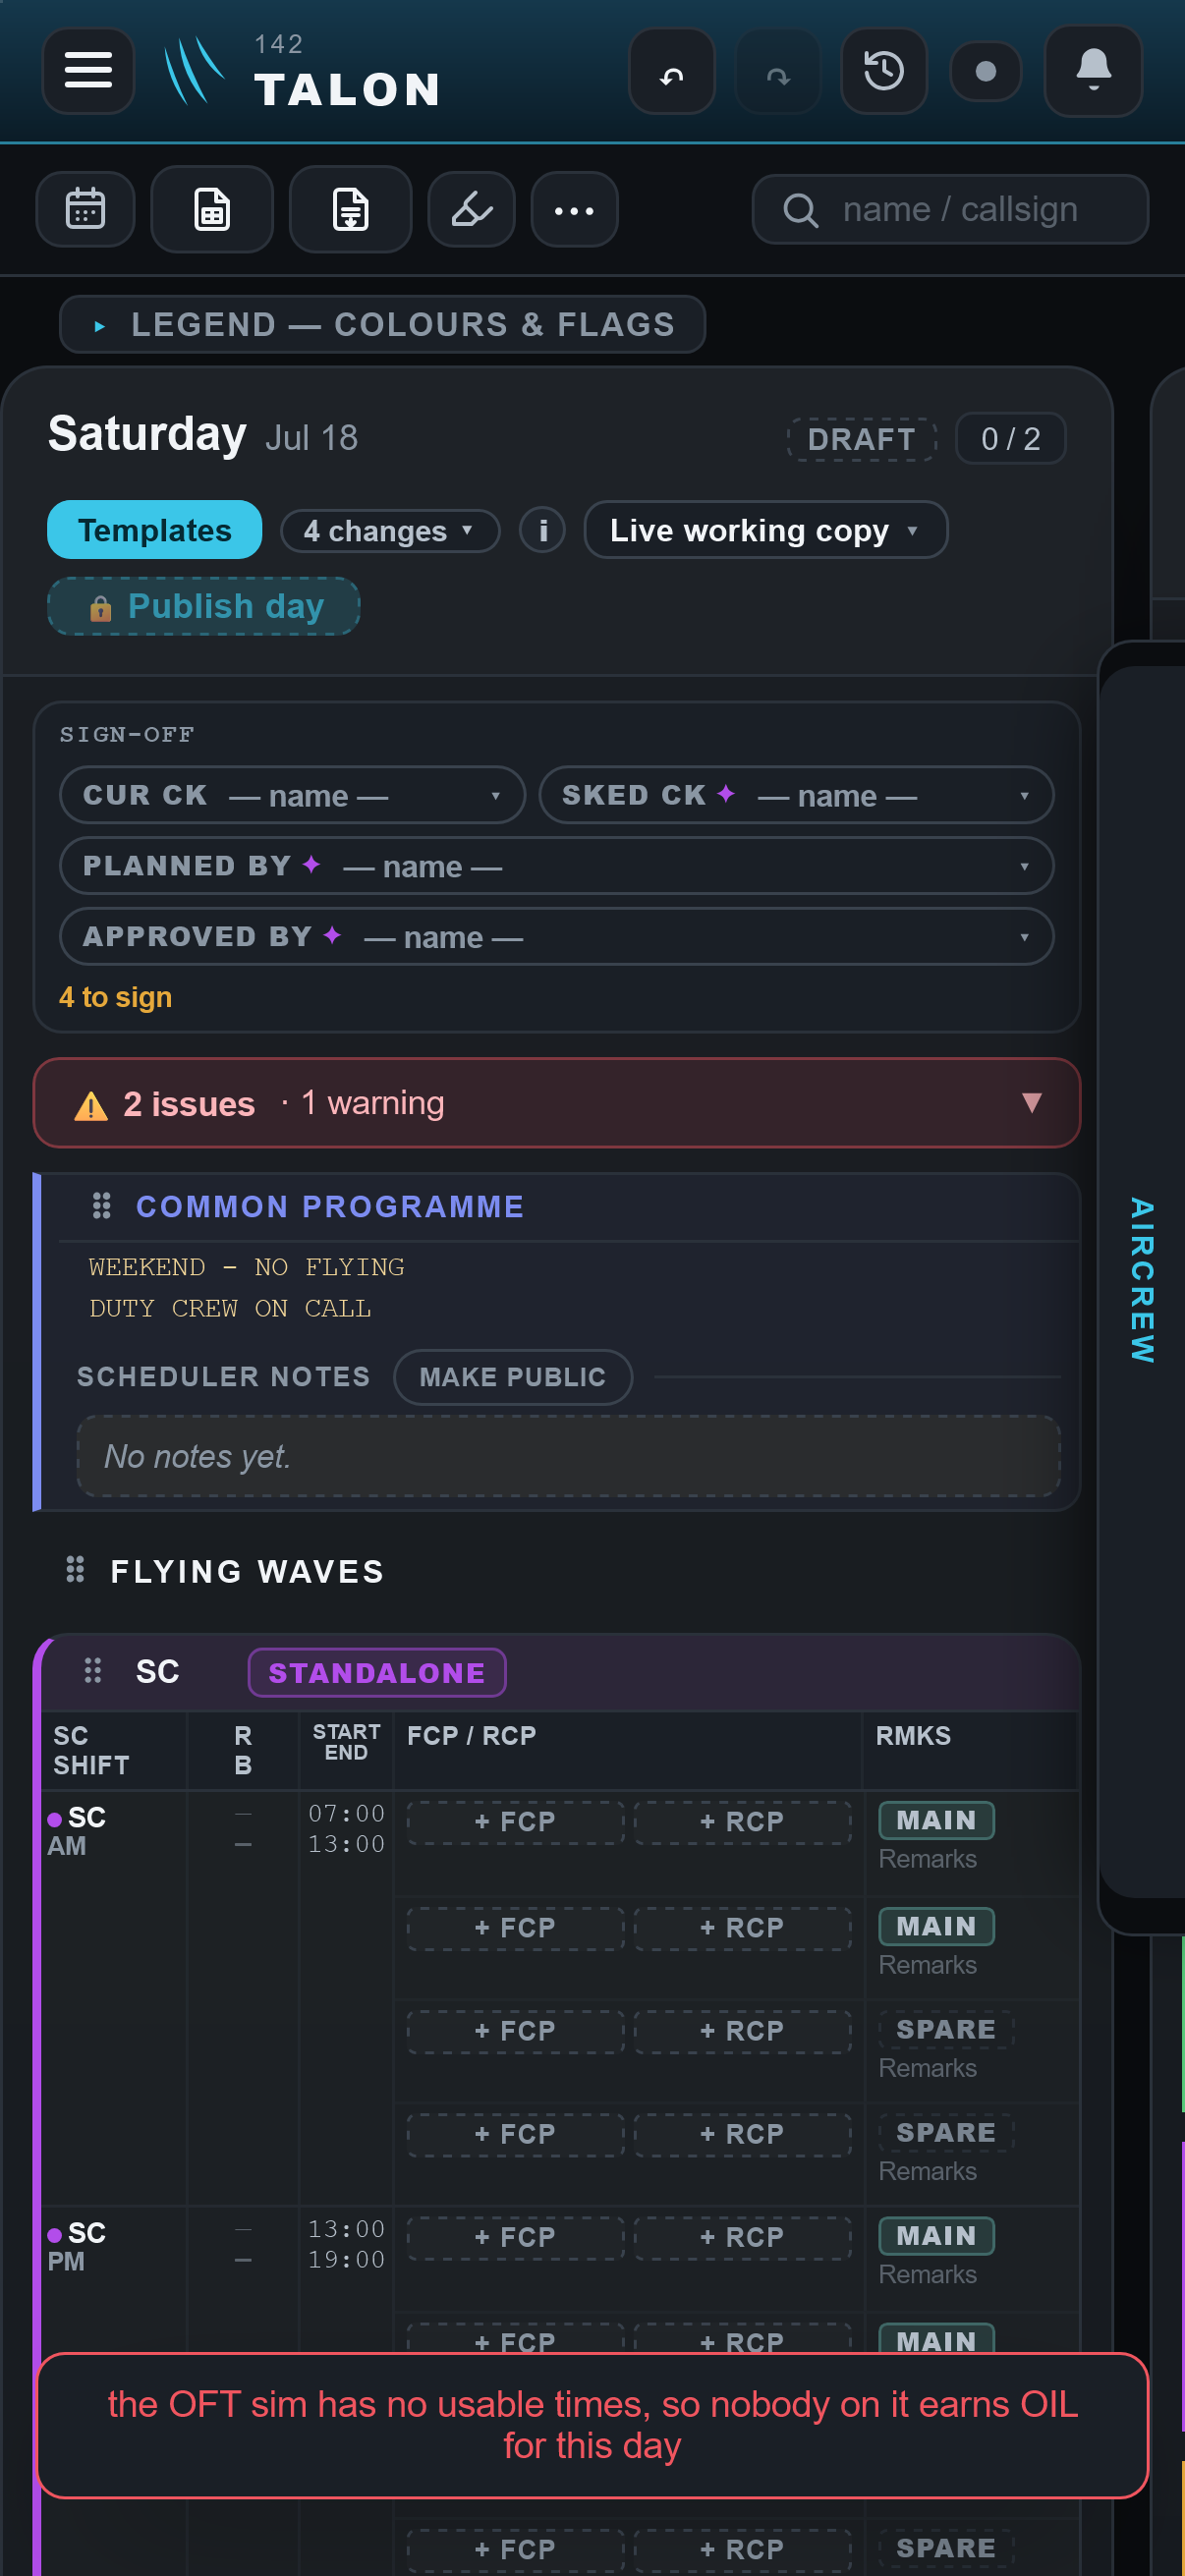 142
TALON
name / callsign
▸ LEGEND — COLOURS & FLAGS
Saturday Jul 18
DRAFT
0 / 2
Templates
4 changes ▾
i
Live working copy ▾
🔒 Publish day
SIGN-OFF
CUR CK — name — ▾
SKED CK ✦ — name — ▾
PLANNED BY ✦ — name — ▾
APPROVED BY ✦ — name — ▾
4 to sign
⚠️ 2 issues · 1 warning ▼
COMMON PROGRAMME
WEEKEND - NO FLYING
DUTY CREW ON CALL
SCHEDULER NOTES MAKE PUBLIC
No notes yet.
AIRCREW
FLYING WAVES
SC STANDALONE
SC SHIFT
R B
START END
FCP / RCP
RMKS
SC AM
—
—
07:00
13:00
+ FCP + RCP MAIN
Remarks
+ FCP + RCP MAIN
Remarks
+ FCP + RCP SPARE
Remarks
+ FCP + RCP SPARE
Remarks
SC PM
—
—
13:00
19:00
+ FCP + RCP MAIN
Remarks
+ FCP + RCP MAIN
the OFT sim has no usable times, so nobody on it earns OIL
for this day
+ FCP + RCP SPARE